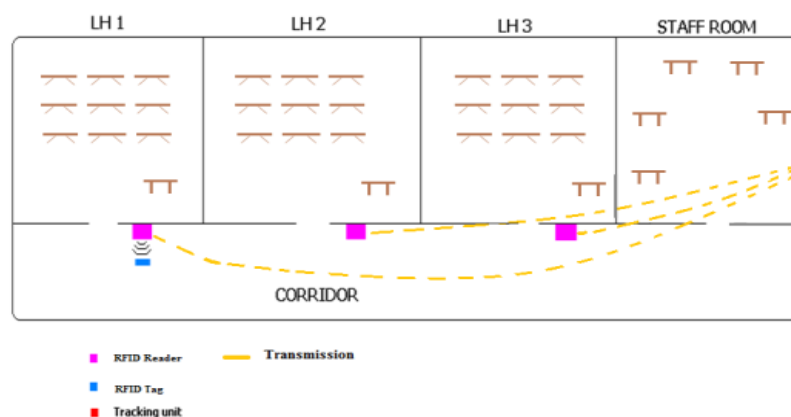 LH 1
LH 2
LH 3
STAFF ROOM
CORRIDOR
RFID Reader
Transmission
RFID Tag
Tracking unit